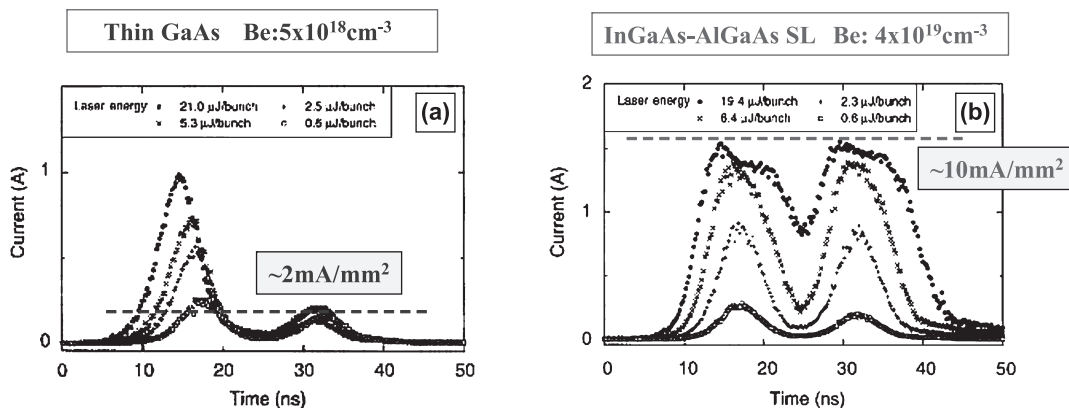 Thin GaAs Be:5x10¹⁸cm⁻³
(a)
Laser energy
21.0 µJ/bunch
2.5 µJ/bunch
5.3 µJ/bunch
0.5 µJ/bunch
~2mA/mm²
Current (A)
1
0
0 10 20 30 40 50
Time (ns)
InGaAs-AlGaAs SL Be: 4x10¹⁹cm⁻³
(b)
Laser energy
19.4 µJ/bunch
2.3 µJ/bunch
6.4 µJ/bunch
0.6 µJ/bunch
~10mA/mm²
Current (A)
2
1
0
0 10 20 30 40 50
Time (ns)